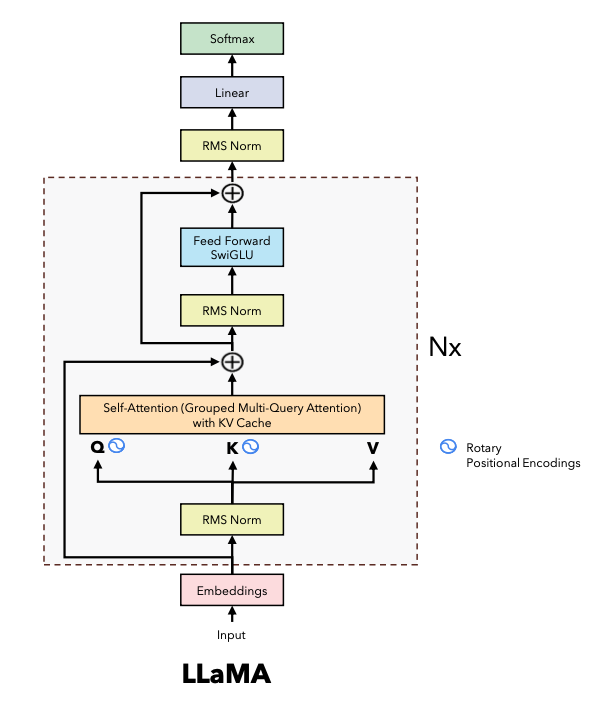 Softmax
Linear
RMS Norm
Feed Forward
SwiGLU
RMS Norm
Nx
Self-Attention (Grouped Multi-Query Attention)
with KV Cache
Q K V
Rotary
Positional Encodings
RMS Norm
Embeddings
Input
LLaMA